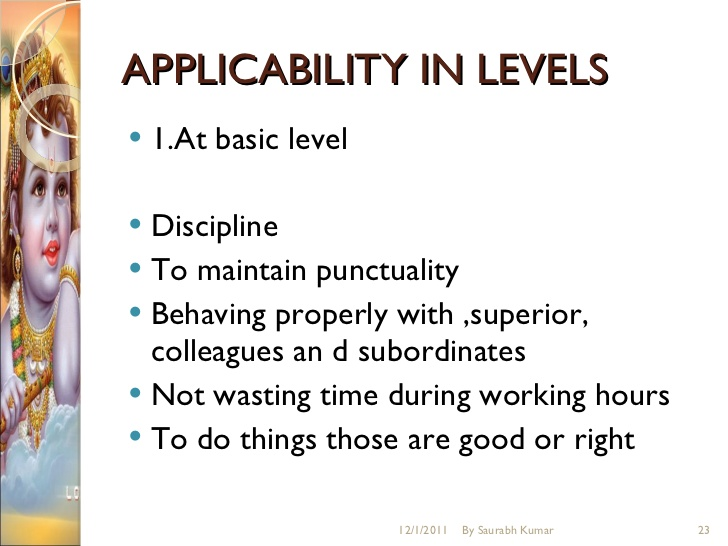 APPLICABILITY IN LEVELS
• 1.At basic level
• Discipline
• To maintain punctuality
• Behaving properly with ,superior,
colleagues an d subordinates
• Not wasting time during working hours
• To do things those are good or right
LO
12/1/2011 By Saurabh Kumar 23